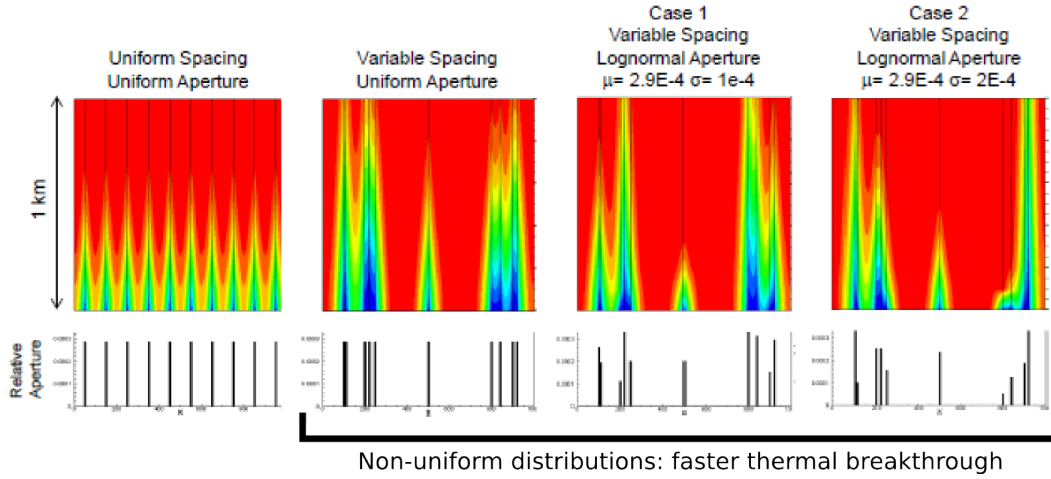 Uniform Spacing
Uniform Aperture
Variable Spacing
Uniform Aperture
Case 1
Variable Spacing
Lognormal Aperture
μ= 2.9E-4 σ= 1e-4
Case 2
Variable Spacing
Lognormal Aperture
μ= 2.9E-4 σ= 2E-4
1 km
Relative
Aperture
Non-uniform distributions: faster thermal breakthrough